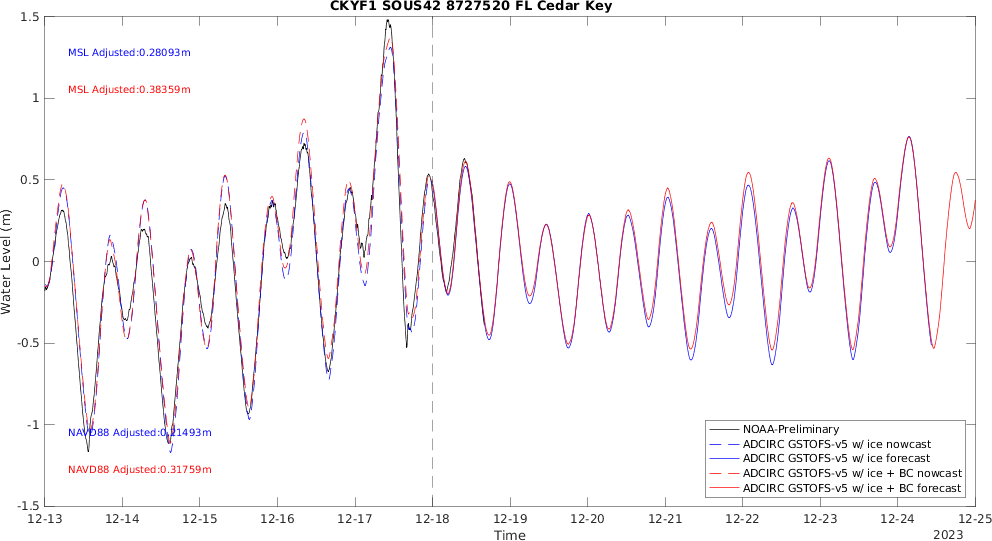 CKYF1 SOUS42 8727520 FL Cedar Key
1.5
1
0.5
0
-0.5
-1
-1.5
Water Level (m)
MSL Adjusted:0.28093m
MSL Adjusted:0.38359m
NAVD88 Adjusted:0.21493m
NAVD88 Adjusted:0.31759m
NOAA-Preliminary
ADCIRC GSTOFS-v5 w/ ice nowcast
ADCIRC GSTOFS-v5 w/ ice forecast
ADCIRC GSTOFS-v5 w/ ice + BC nowcast
ADCIRC GSTOFS-v5 w/ ice + BC forecast
12-13 12-14 12-15 12-16 12-17 12-18 12-19 12-20 12-21 12-22 12-23 12-24 12-25
Time
2023